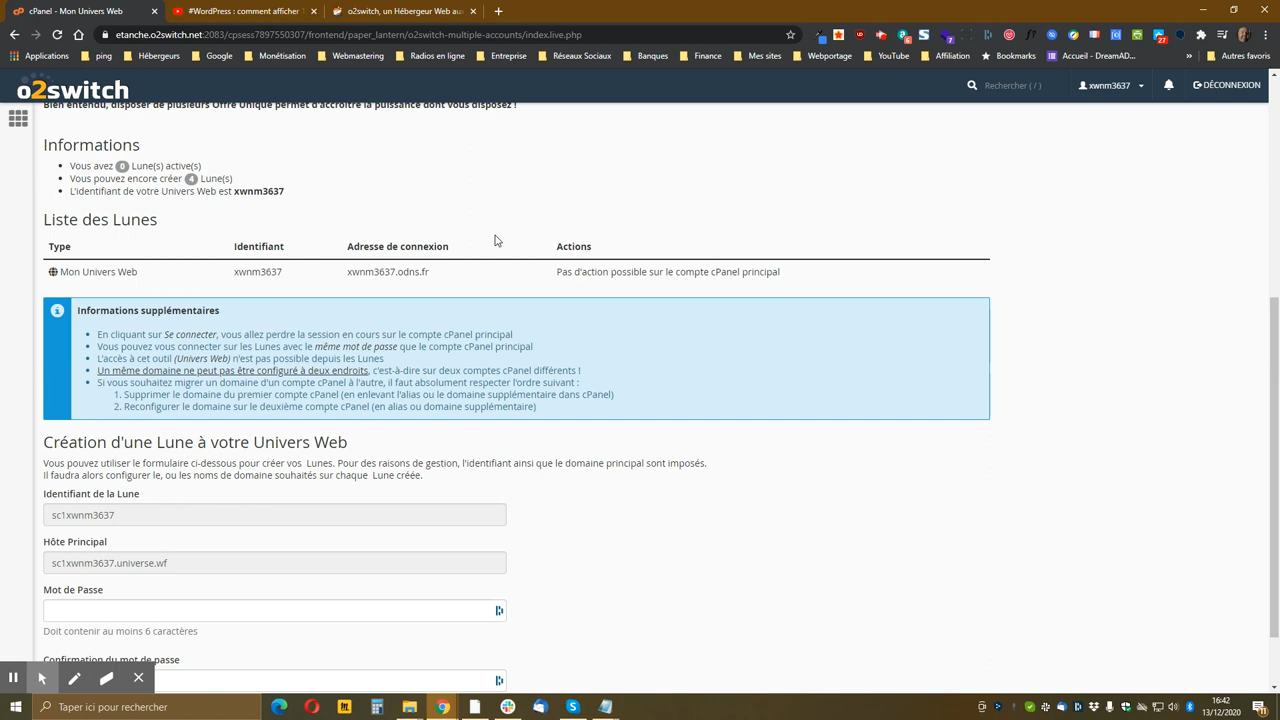 cPanel - Mon Univers Web
#WordPress : comment afficher
o2switch, un Hébergeur Web aux
etanche.o2switch.net:2083/cpsess7897550307/frontend/paper_lantern/o2switch-multiple-accounts/index.live.php
Applications ping Hébergeurs Google Monétisation Webmastering Radios en ligne Entreprise Réseaux Sociaux Banques Finance Mes sites Webportage YouTube Affiliation Bookmarks Accueil - DreamAD... » Autres favoris
o2switch
Rechercher ( / )
xwnm3637
DÉCONNEXION
Bien entendu, disposer de plusieurs Offre Unique permet d'accroître la puissance dont vous disposez !
Informations
Vous avez 0 Lune(s) active(s)
Vous pouvez encore créer 4 Lune(s)
L'identifiant de votre Univers Web est xwnm3637
Liste des Lunes
Type Identifiant Adresse de connexion Actions
Mon Univers Web xwnm3637 xwnm3637.odns.fr Pas d'action possible sur le compte cPanel principal
Informations supplémentaires
En cliquant sur Se connecter, vous allez perdre la session en cours sur le compte cPanel principal
Vous pouvez vous connecter sur les Lunes avec le même mot de passe que le compte cPanel principal
L'accès à cet outil (Univers Web) n'est pas possible depuis les Lunes
Un même domaine ne peut pas être configuré à deux endroits, c'est-à-dire sur deux comptes cPanel différents !
Si vous souhaitez migrer un domaine d'un compte cPanel à l'autre, il faut absolument respecter l'ordre suivant :
1. Supprimer le domaine du premier compte cPanel (en enlevant l'alias ou le domaine supplémentaire dans cPanel)
2. Reconfigurer le domaine sur le deuxième compte cPanel (en alias ou domaine supplémentaire)
Création d'une Lune à votre Univers Web
Vous pouvez utiliser le formulaire ci-dessous pour créer vos Lunes. Pour des raisons de gestion, l'identifiant ainsi que le domaine principal sont imposés.
Il faudra alors configurer le, ou les noms de domaine souhaités sur chaque Lune créée.
Identifiant de la Lune
sc1xwnm3637
Hôte Principal
sc1xwnm3637.universe.wf
Mot de Passe
Doit contenir au moins 6 caractères
Confirmation du mot de passe
Taper ici pour rechercher
16:42
13/12/2020